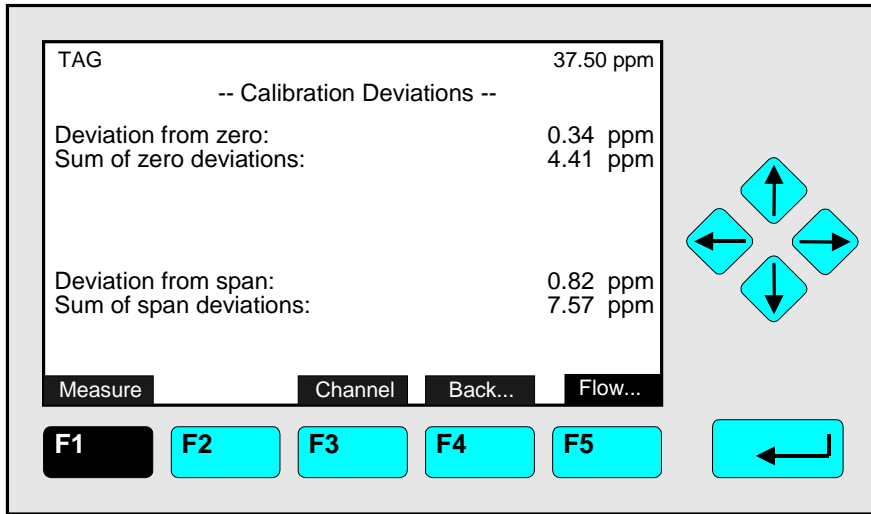 TAG 37.50 ppm
-- Calibration Deviations --
Deviation from zero: 0.34 ppm
Sum of zero deviations: 4.41 ppm
Deviation from span: 0.82 ppm
Sum of span deviations: 7.57 ppm
Measure Channel Back... Flow...
F1 F2 F3 F4 F5